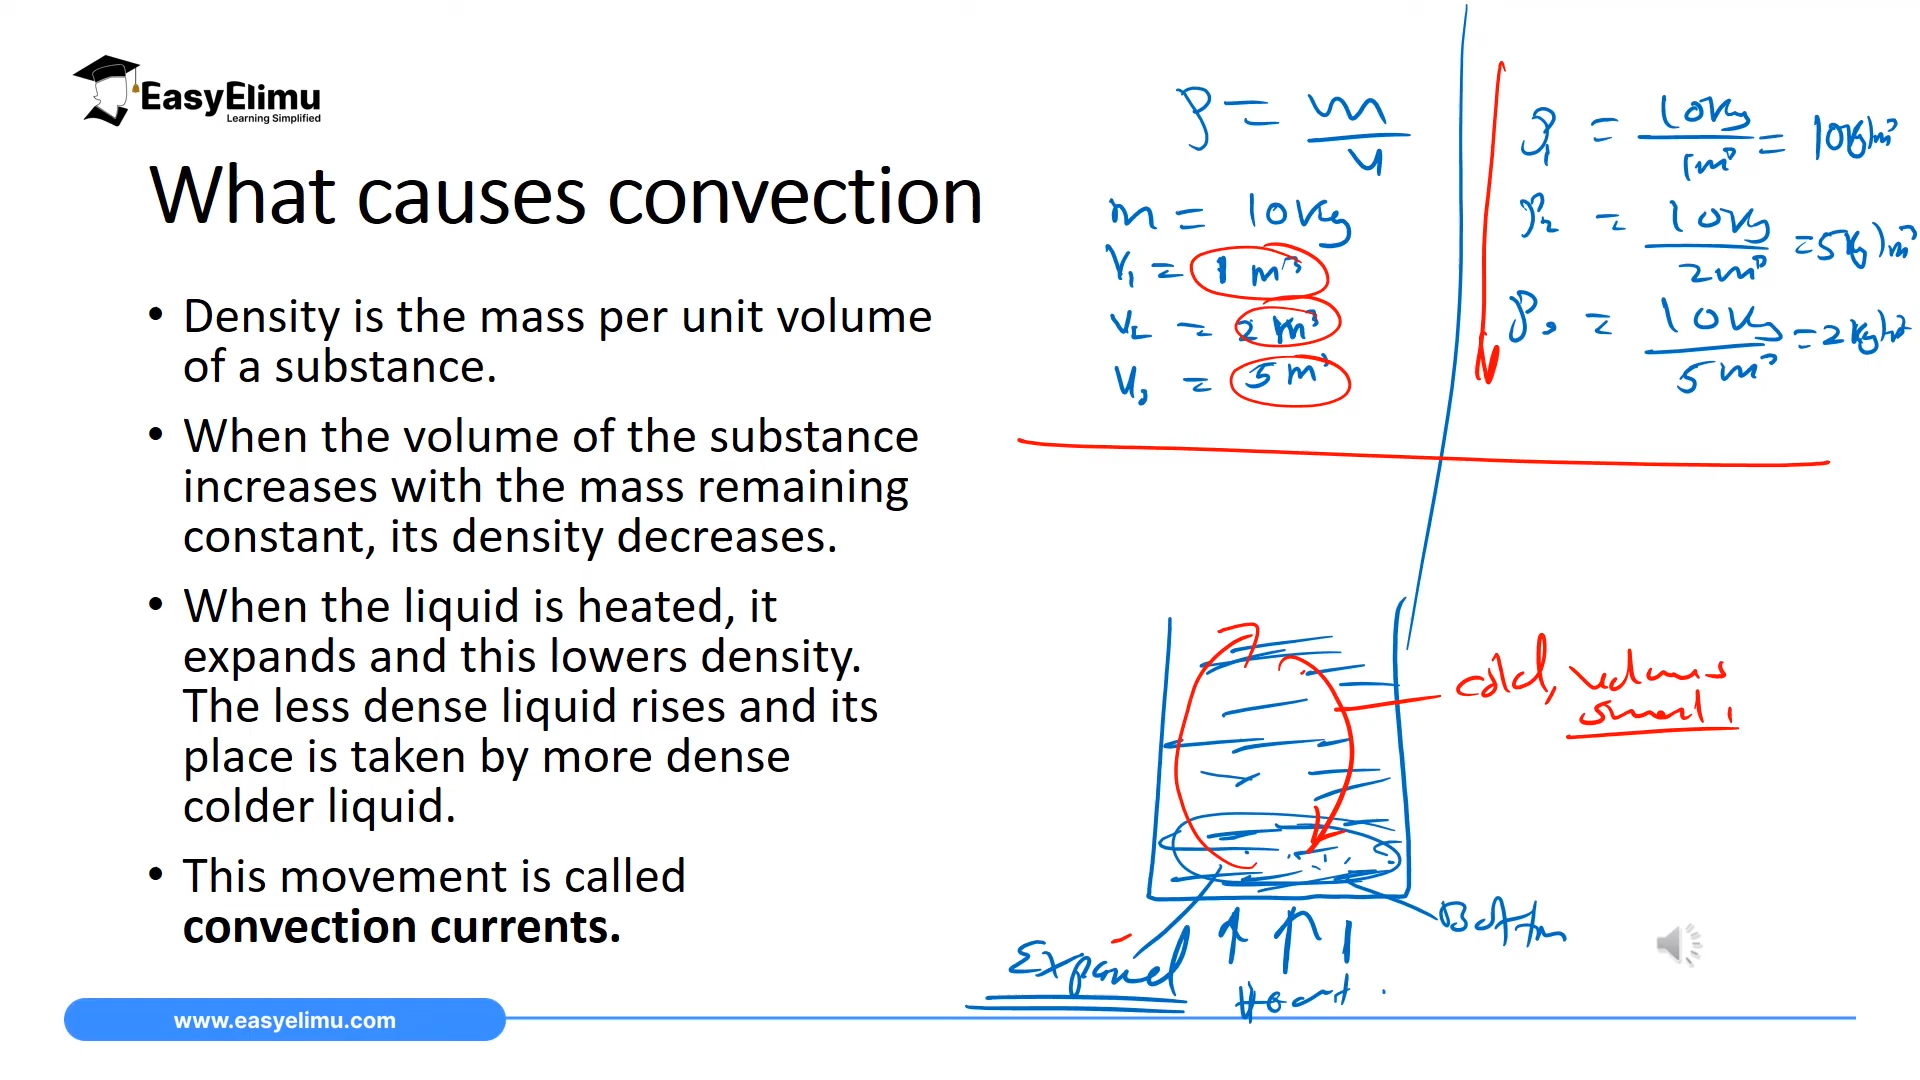 EasyElimu
Learning Simplified
What causes convection
• Density is the mass per unit volume
of a substance.
• When the volume of the substance
increases with the mass remaining
constant, its density decreases.
• When the liquid is heated, it
expands and this lowers density.
The less dense liquid rises and its
place is taken by more dense
colder liquid.
• This movement is called
convection currents.
www.easyelimu.com
ρ = m/V
m = 10kg
V₁ = 1 m³
V₂ = 2 m³
V₃ = 5 m³
ρ₁ = 10kg/1m³ = 10kg/m³
ρ₂ = 10kg/2m³ = 5kg/m³
ρ₃ = 10kg/5m³ = 2kg/m³
cold, volume
small
Bottom
Expand
Heat.